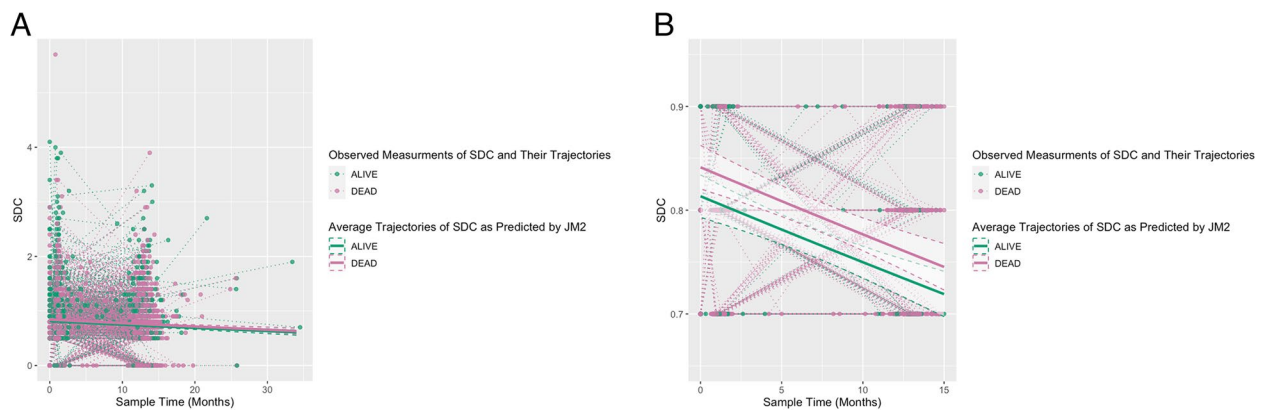 A
SDC
4
2
0
0 10 20 30
Sample Time (Months)
Observed Measurments of SDC and Their Trajectories
ALIVE
DEAD
Average Trajectories of SDC as Predicted by JM2
ALIVE
DEAD
B
SDC
0.9
0.8
0.7
0 5 10 15
Sample Time (Months)
Observed Measurments of SDC and Their Trajectories
ALIVE
DEAD
Average Trajectories of SDC as Predicted by JM2
ALIVE
DEAD